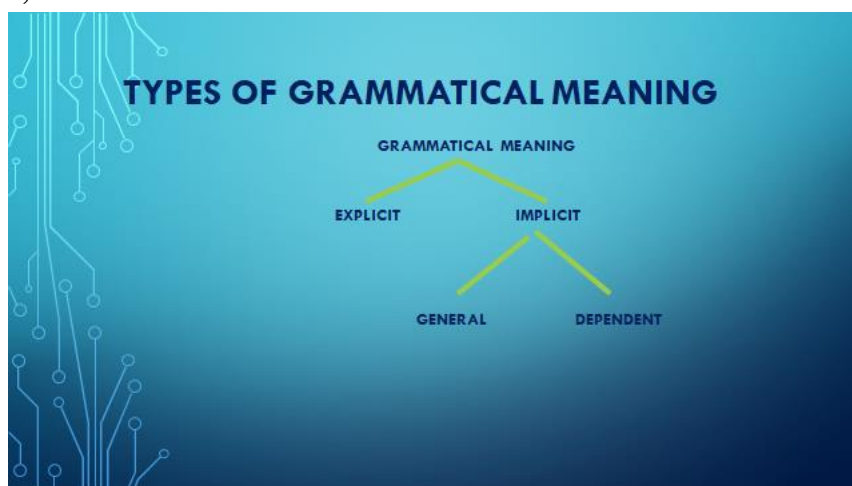 TYPES OF GRAMMATICAL MEANING
GRAMMATICAL MEANING
EXPLICIT IMPLICIT
GENERAL DEPENDENT